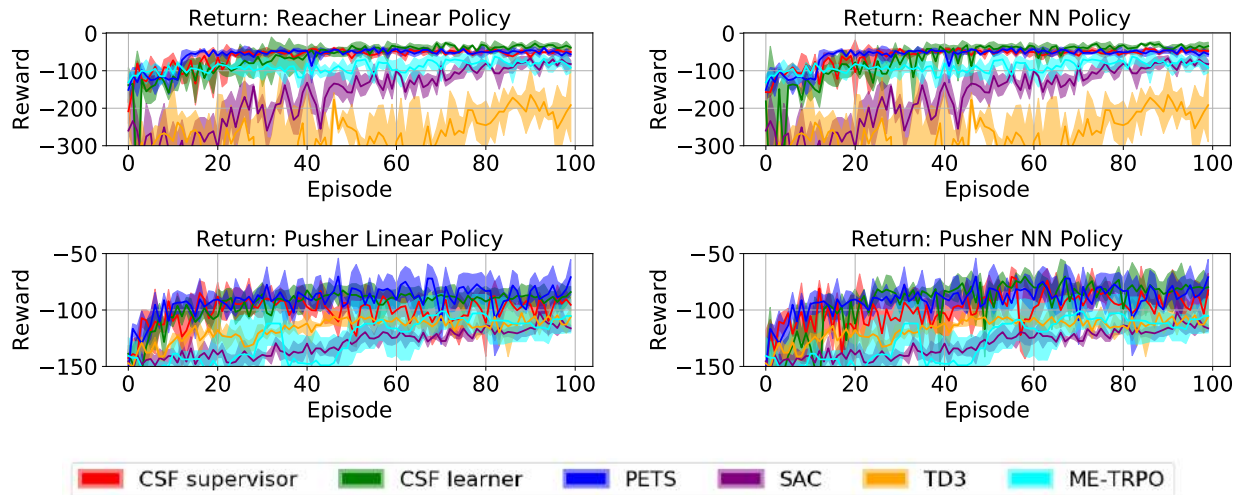 Return: Reacher Linear Policy
Reward
0
−100
−200
−300
0 20 40 60 80 100
Episode
Return: Reacher NN Policy
Reward
0
−100
−200
−300
0 20 40 60 80 100
Episode
Return: Pusher Linear Policy
Reward
−50
−100
−150
0 20 40 60 80 100
Episode
Return: Pusher NN Policy
Reward
−50
−100
−150
0 20 40 60 80 100
Episode
CSF supervisor CSF learner PETS SAC TD3 ME-TRPO